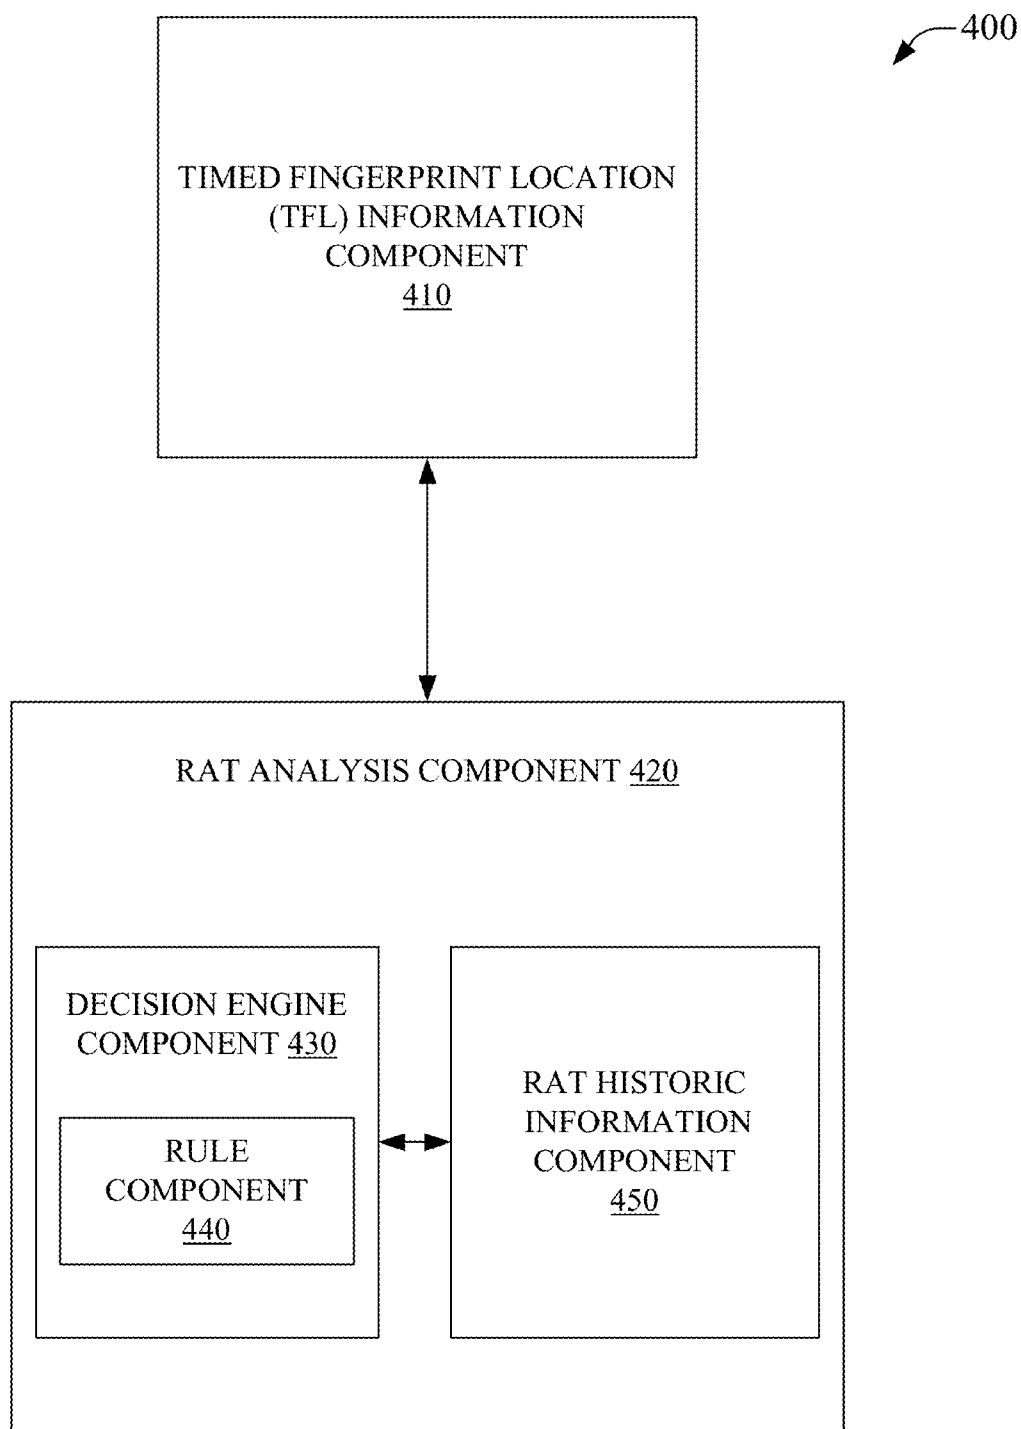 400
TIMED FINGERPRINT LOCATION
(TFL) INFORMATION
COMPONENT
410
RAT ANALYSIS COMPONENT 420
DECISION ENGINE
COMPONENT 430
RULE
COMPONENT
440
RAT HISTORIC
INFORMATION
COMPONENT
450